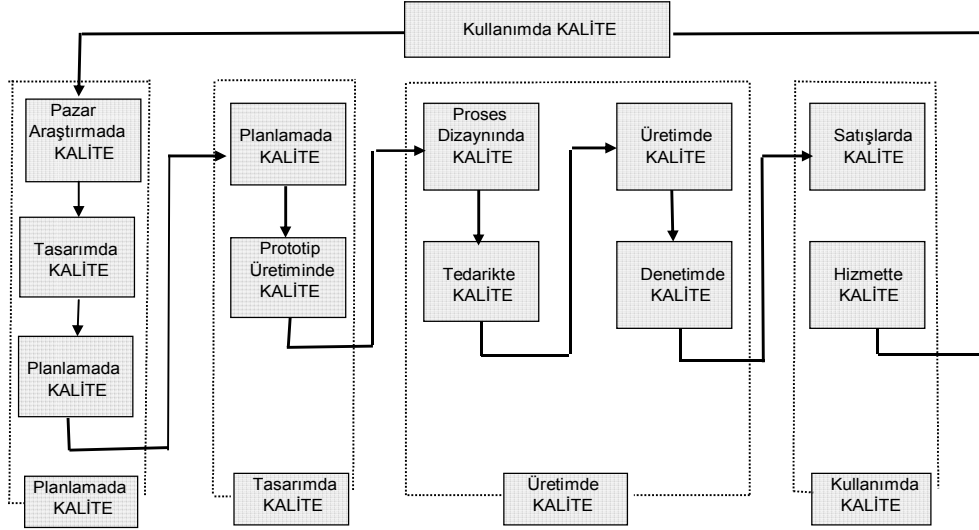 Kullanımda KALİTE
Pazar
Araştırmada
KALİTE
Tasarımda
KALİTE
Planlamada
KALİTE
Planlamada
KALİTE
Planlamada
KALİTE
Prototip
Üretiminde
KALİTE
Tasarımda
KALİTE
Proses
Dizaynında
KALİTE
Tedarikte
KALİTE
Üretimde
KALİTE
Denetimde
KALİTE
Üretimde
KALİTE
Satışlarda
KALİTE
Hizmette
KALİTE
Kullanımda
KALİTE